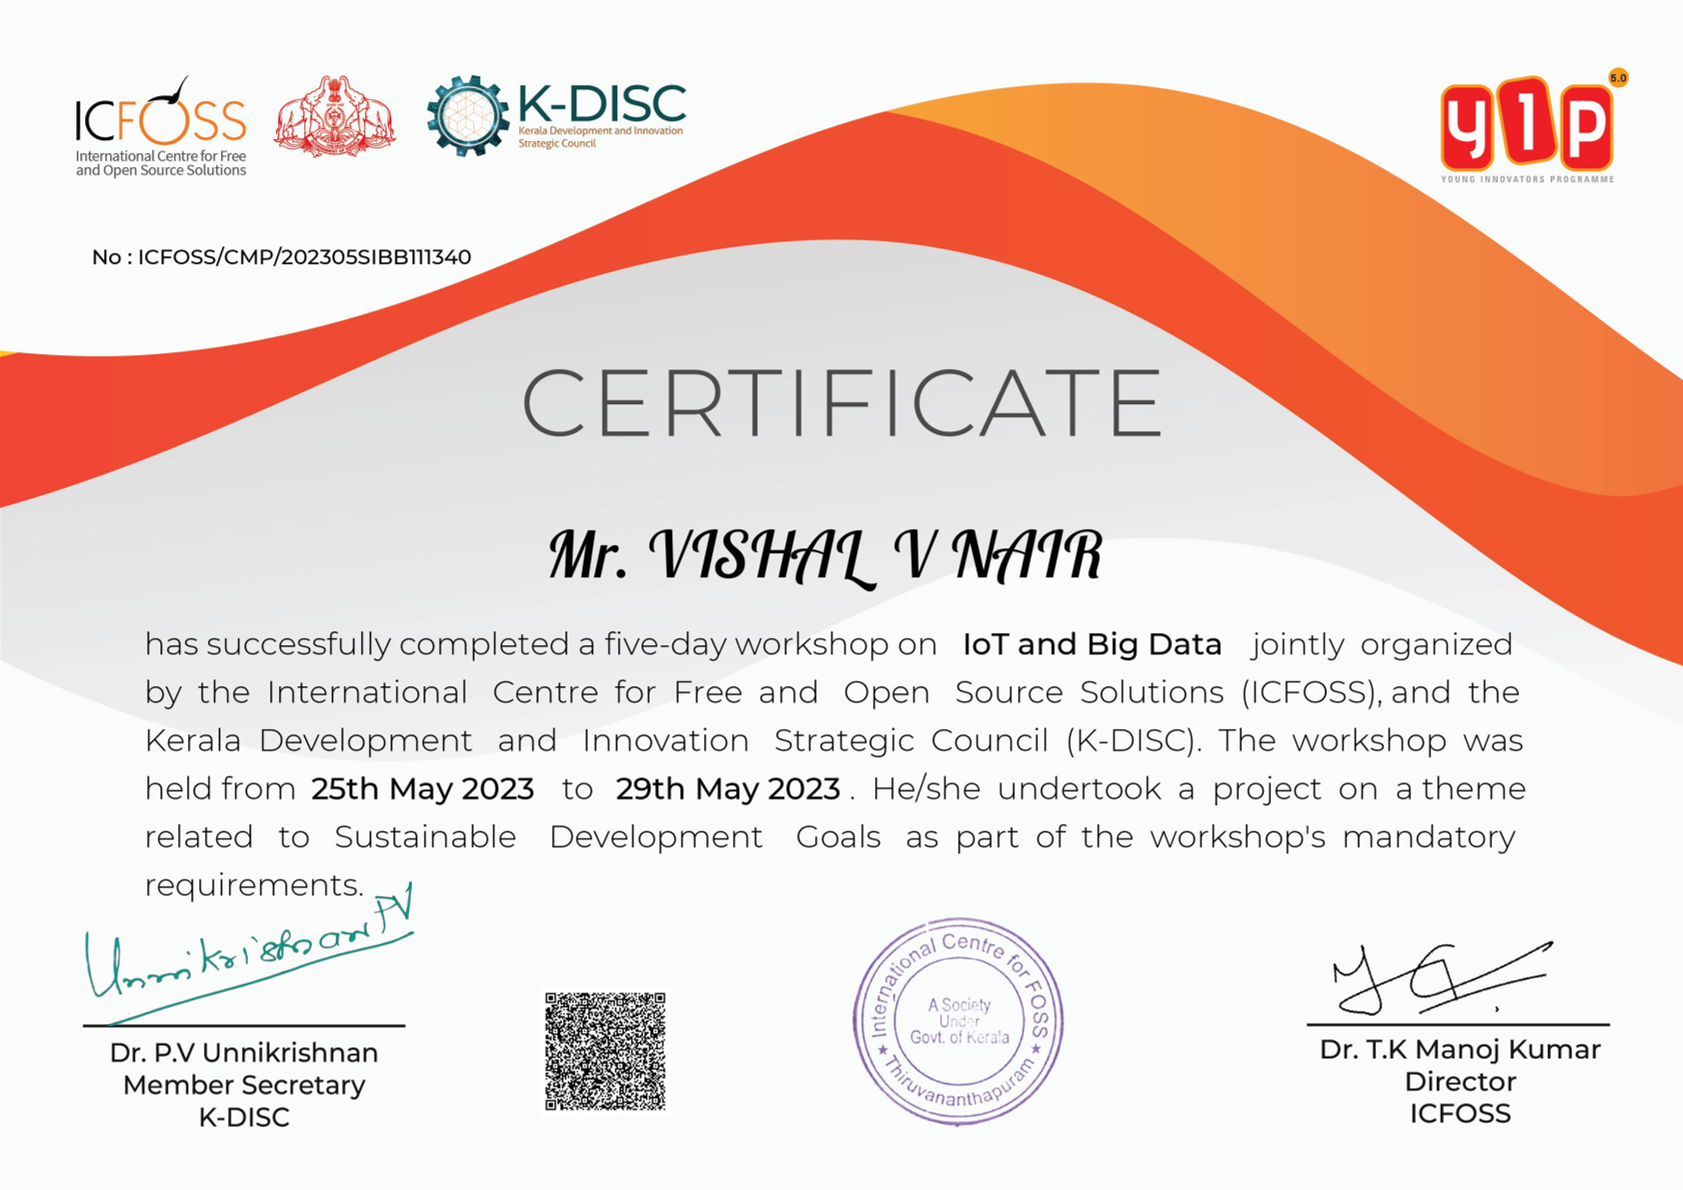 ICFOSS
International Centre for Free
and Open Source Solutions
K-DISC
Kerala Development and Innovation
Strategic Council
yip
5.0
YOUNG INNOVATORS PROGRAMME
No : ICFOSS/CMP/202305SIBB111340
CERTIFICATE
Mr. VISHAL V NAIR
has successfully completed a five-day workshop on IoT and Big Data jointly organized
by the International Centre for Free and Open Source Solutions (ICFOSS), and the
Kerala Development and Innovation Strategic Council (K-DISC). The workshop was
held from 25th May 2023 to 29th May 2023 . He/she undertook a project on a theme
related to Sustainable Development Goals as part of the workshop's mandatory
requirements.
Unnikrishnan PV
Dr. P.V Unnikrishnan
Member Secretary
K-DISC
International Centre for FOSS
A Society
Under
Govt. of Kerala
★ Thiruvananthapuram ★
Dr. T.K Manoj Kumar
Director
ICFOSS